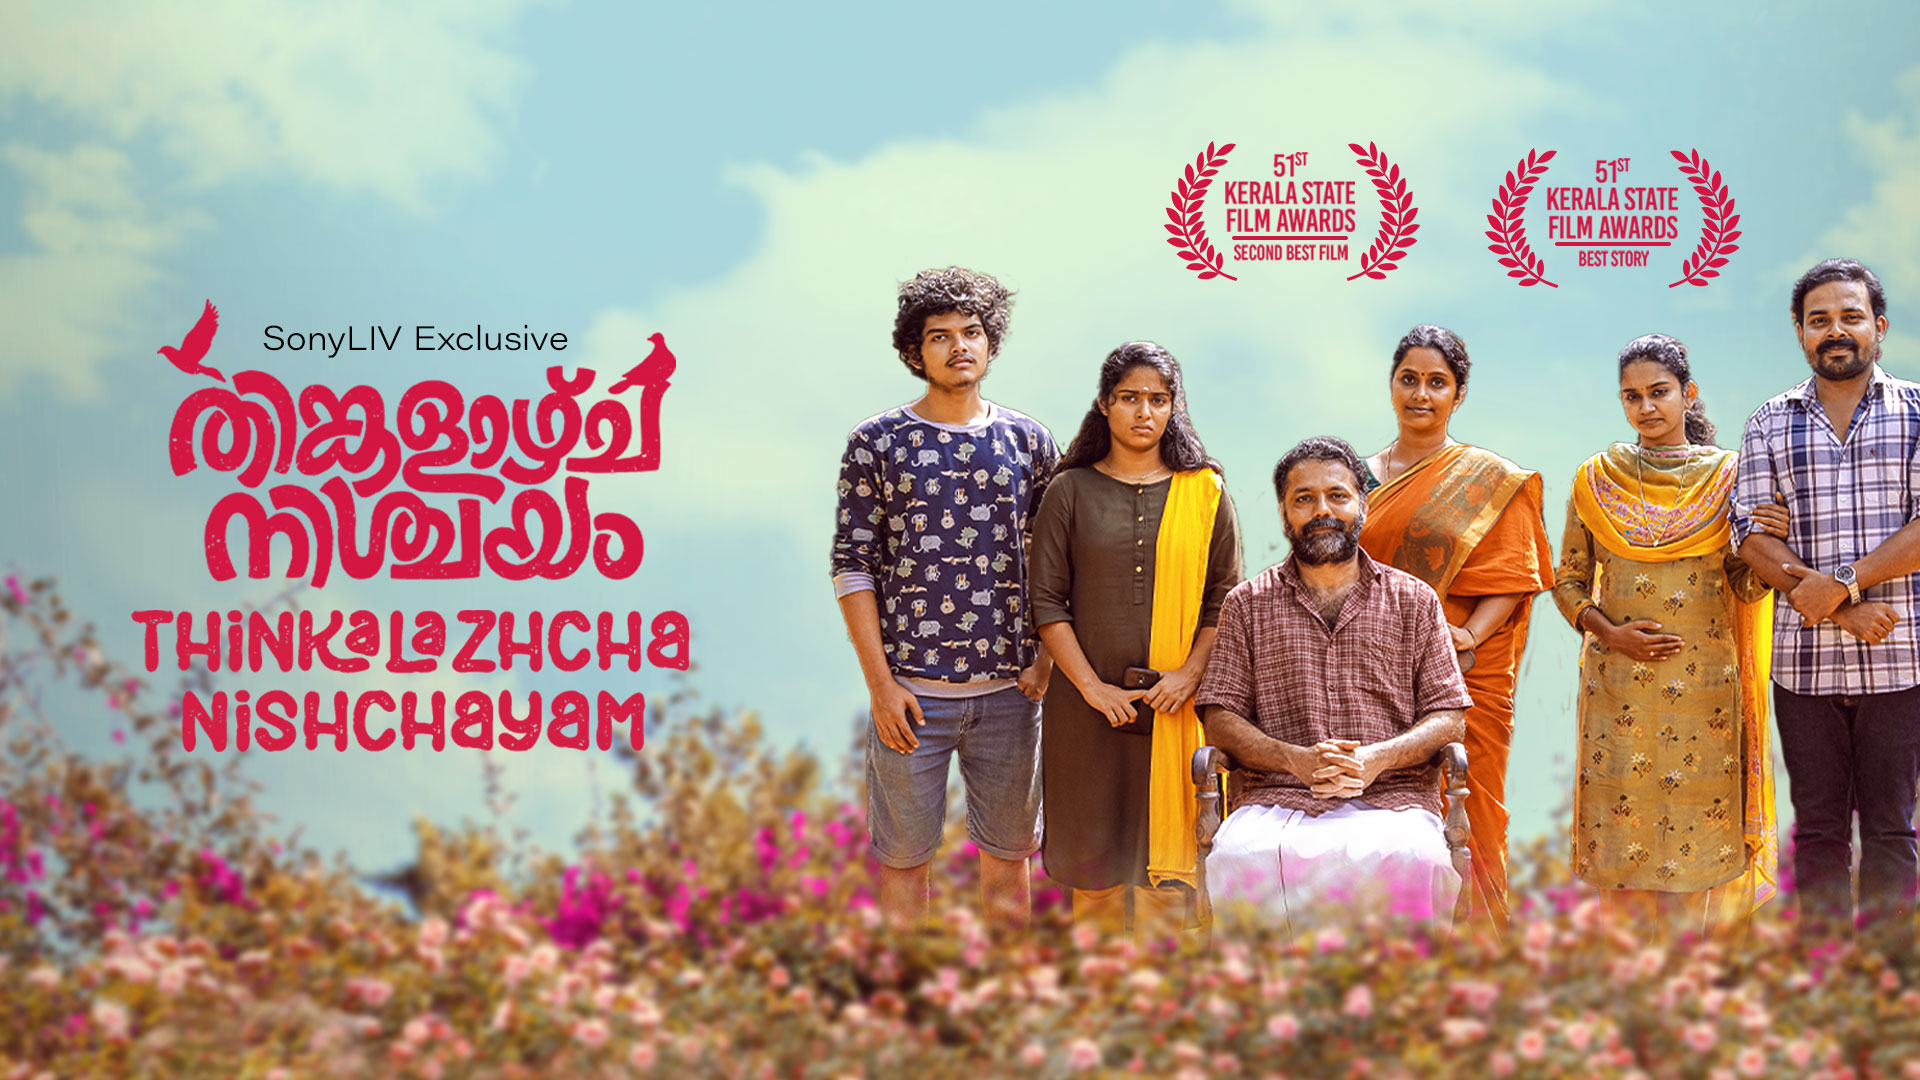 SonyLIV Exclusive
തിങ്കളാഴ്ച
നിശ്ചയം
THiNKaLaZHCHa
NiSHCHayaM
51ST
KERALA STATE
FILM AWARDS
SECOND BEST FILM
51ST
KERALA STATE
FILM AWARDS
BEST STORY